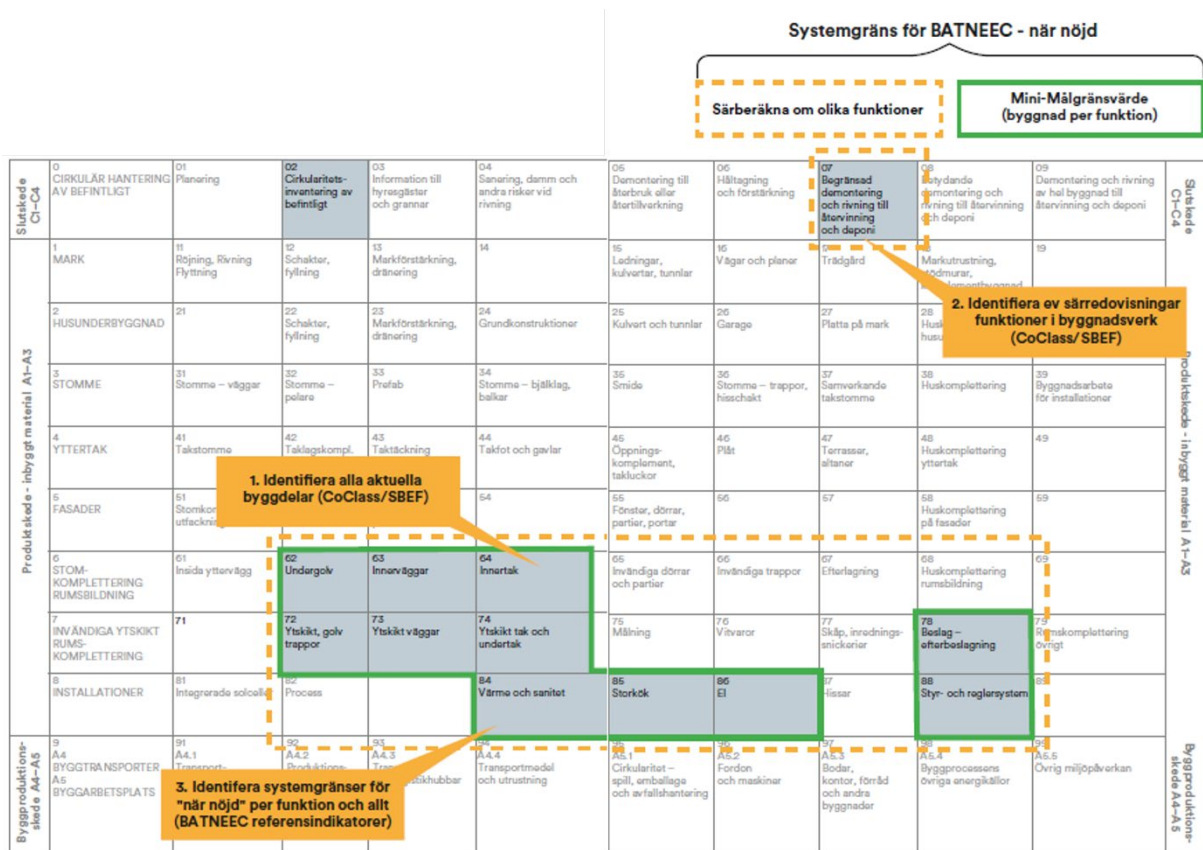 Systemgräns för BATNEEC - när nöjd
Särberäkna om olika funktioner
Mini-Målgränsvärde
(byggnad per funktion)
Slutskede
C1–C4
0
CIRKULÄR HANTERING
AV BEFINTLIGT
01
Planering
02
Cirkularitets-
inventering av
befintligt
03
Information till
hyresgäster
och grannar
04
Sanering, damm och
andra risker vid
rivning
05
Demontering till
återbruk eller
återtillverkning
06
Håltagning
och förstärkning
07
Begränsad
demontering
och rivning till
återvinning
och deponi
08
Betydande
demontering och
rivning till återvinning
och deponi
09
Demontering och rivning
av hel byggnad till
återvinning och deponi
Slutskede
C1–C4
Produktskede - inbyggt material A1–A3
1
MARK
11
Röjning, Rivning
Flyttning
12
Schakter,
fyllning
13
Markförstärkning,
dränering
14
15
Ledningar,
kulvertar, tunnlar
16
Vägar och planer
Trädgård
Markutrustning,
stödmurar,
19
2. Identifiera ev särredovisningar
funktioner i byggnadsverk
(CoClass/SBEF)
2
HUSUNDERBYGGNAD
21
22
Schakter,
fyllning
23
Markförstärkning,
dränering
24
Grundkonstruktioner
25
Kulvert och tunnlar
26
Garage
27
Platta på mark
28
3
STOMME
31
Stomme – väggar
32
Stomme –
pelare
33
Prefab
34
Stomme – bjälklag,
balkar
35
Smide
36
Stomme – trappor,
hisschakt
37
Samverkande
takstomme
38
Huskomplettering
39
Byggnadsarbete
för installationer
Produktskede - inbyggt material A1–A3
4
YTTERTAK
41
Takstomme
42
Taklagskompl.
43
Taktäckning
44
Takfot och gavlar
45
Öppnings-
komplement,
takluckor
46
Plåt
47
Terrasser,
altaner
48
Huskomplettering
yttertak
49
1. Identifiera alla aktuella
byggdelar (CoClass/SBEF)
5
FASADER
51
54
55
Fönster, dörrar,
partier, portar
56
57
58
Huskomplettering
på fasader
59
6
STOM-
KOMPLETTERING
RUMSBILDNING
61
Insida yttervägg
62
Undergolv
63
Innerväggar
64
Innertak
65
Invändiga dörrar
och partier
66
Invändiga trappor
67
Efterlagning
68
Huskomplettering
rumsbildning
69
7
INVÄNDIGA YTSKIKT
RUMS-
KOMPLETTERING
71
72
Ytskikt, golv
trappor
73
Ytskikt väggar
74
Ytskikt tak och
undertak
75
Målning
76
Vitvaror
77
Skåp, inrednings-
snickerier
78
Beslag –
efterbeslagning
79
Rumskomplettering
övrigt
8
INSTALLATIONER
81
Integrerade solceller
82
Process
84
Värme och sanitet
85
Storkök
86
El
87
Hissar
88
Styr- och reglersystem
89
Byggproduktions-
skede A4–A5
9
A4
BYGGTRANSPORTER
A5
BYGGARBETSPLATS
91
A4.1
Transport-
92
A4.2
Produktions-
93
A4.3
94
A4.4
Transportmedel
och utrustning
95
A5.1
Cirkularitet –
spill, emballage
och avfallshantering
96
A5.2
Fordon
och maskiner
97
A5.3
Bodar,
kontor, förråd
och andra
byggnader
98
A5.4
Byggprocessens
övriga energikällor
99
A5.5
Övrig miljöpåverkan
Byggproduktions-
skede A4–A5
3. Identifera systemgränser för
"när nöjd" per funktion och allt
(BATNEEC referensindikatorer)